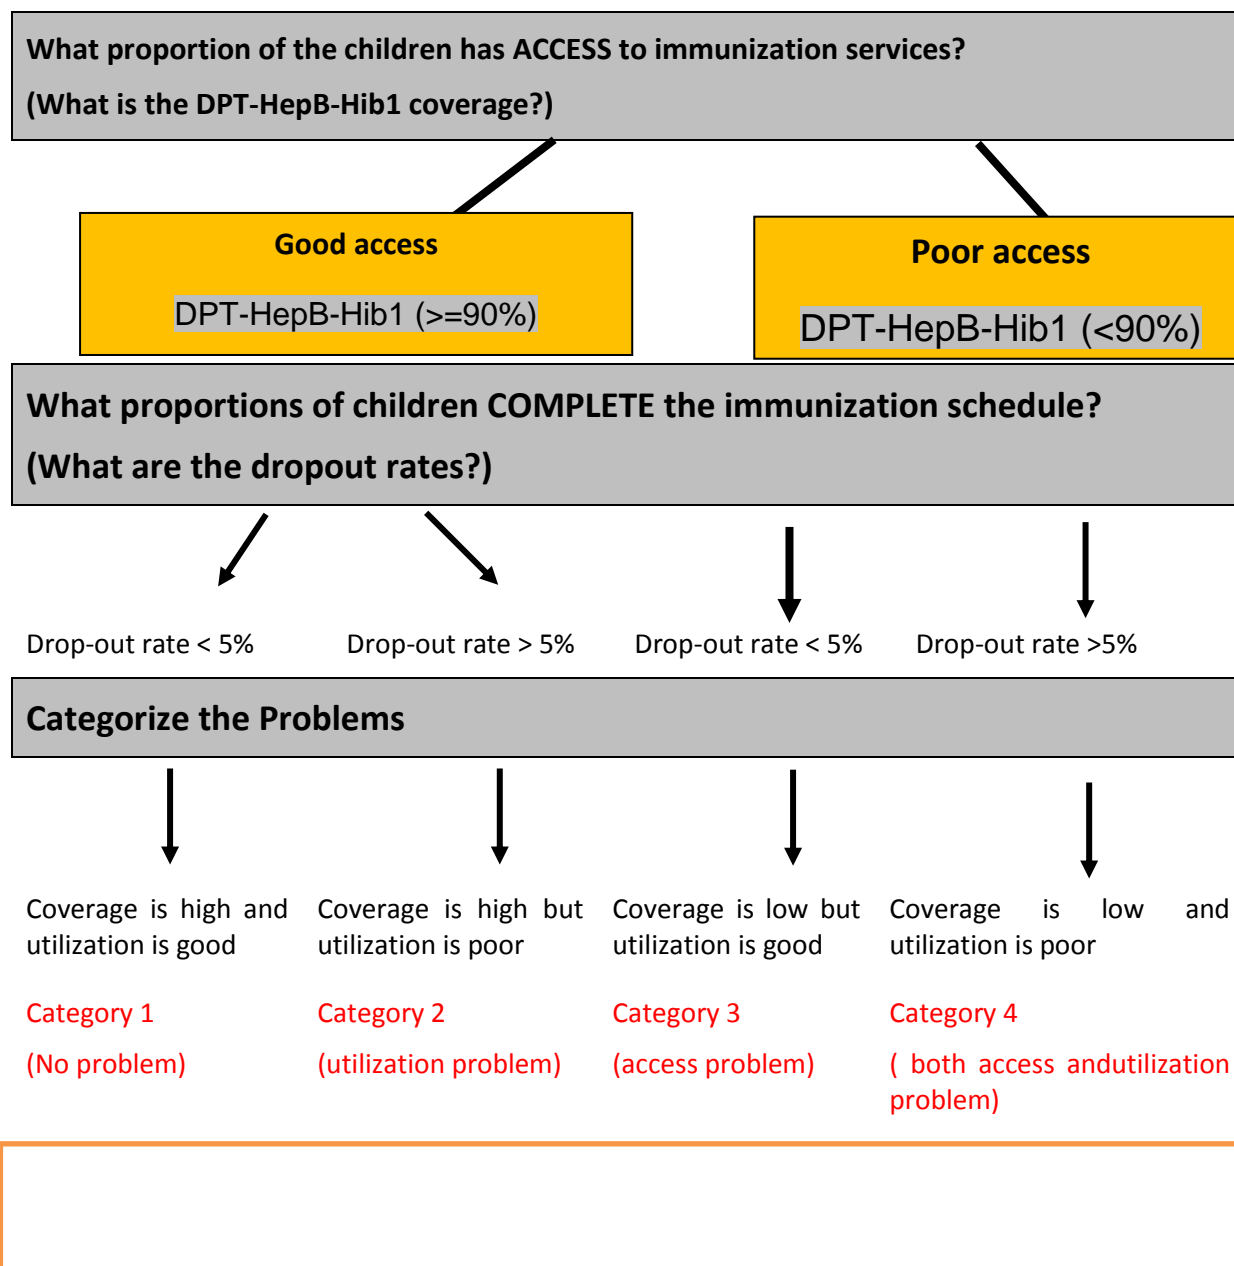 What proportion of the children has ACCESS to immunization services?
(What is the DPT-HepB-Hib1 coverage?)
Good access
DPT-HepB-Hib1 (>=90%)
Poor access
DPT-HepB-Hib1 (<90%)
What proportions of children COMPLETE the immunization schedule?
(What are the dropout rates?)
Drop-out rate < 5%
Drop-out rate > 5%
Drop-out rate < 5%
Drop-out rate >5%
Categorize the Problems
Coverage is high and
utilization is good
Category 1
(No problem)
Coverage is high but
utilization is poor
Category 2
(utilization problem)
Coverage is low but
utilization is good
Category 3
(access problem)
Coverage is low and
utilization is poor
Category 4
( both access andutilization
problem)